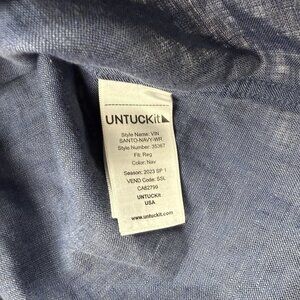 UNTUCKit
Style Name: VIN
SANTO-NAVY-WR
Style Number: 35367
Fit: Reg
Color: Nav
Season: 2023 SP 1
VEND Code: SSL
CA62799
UNTUCKit
USA
www.untuckit.com